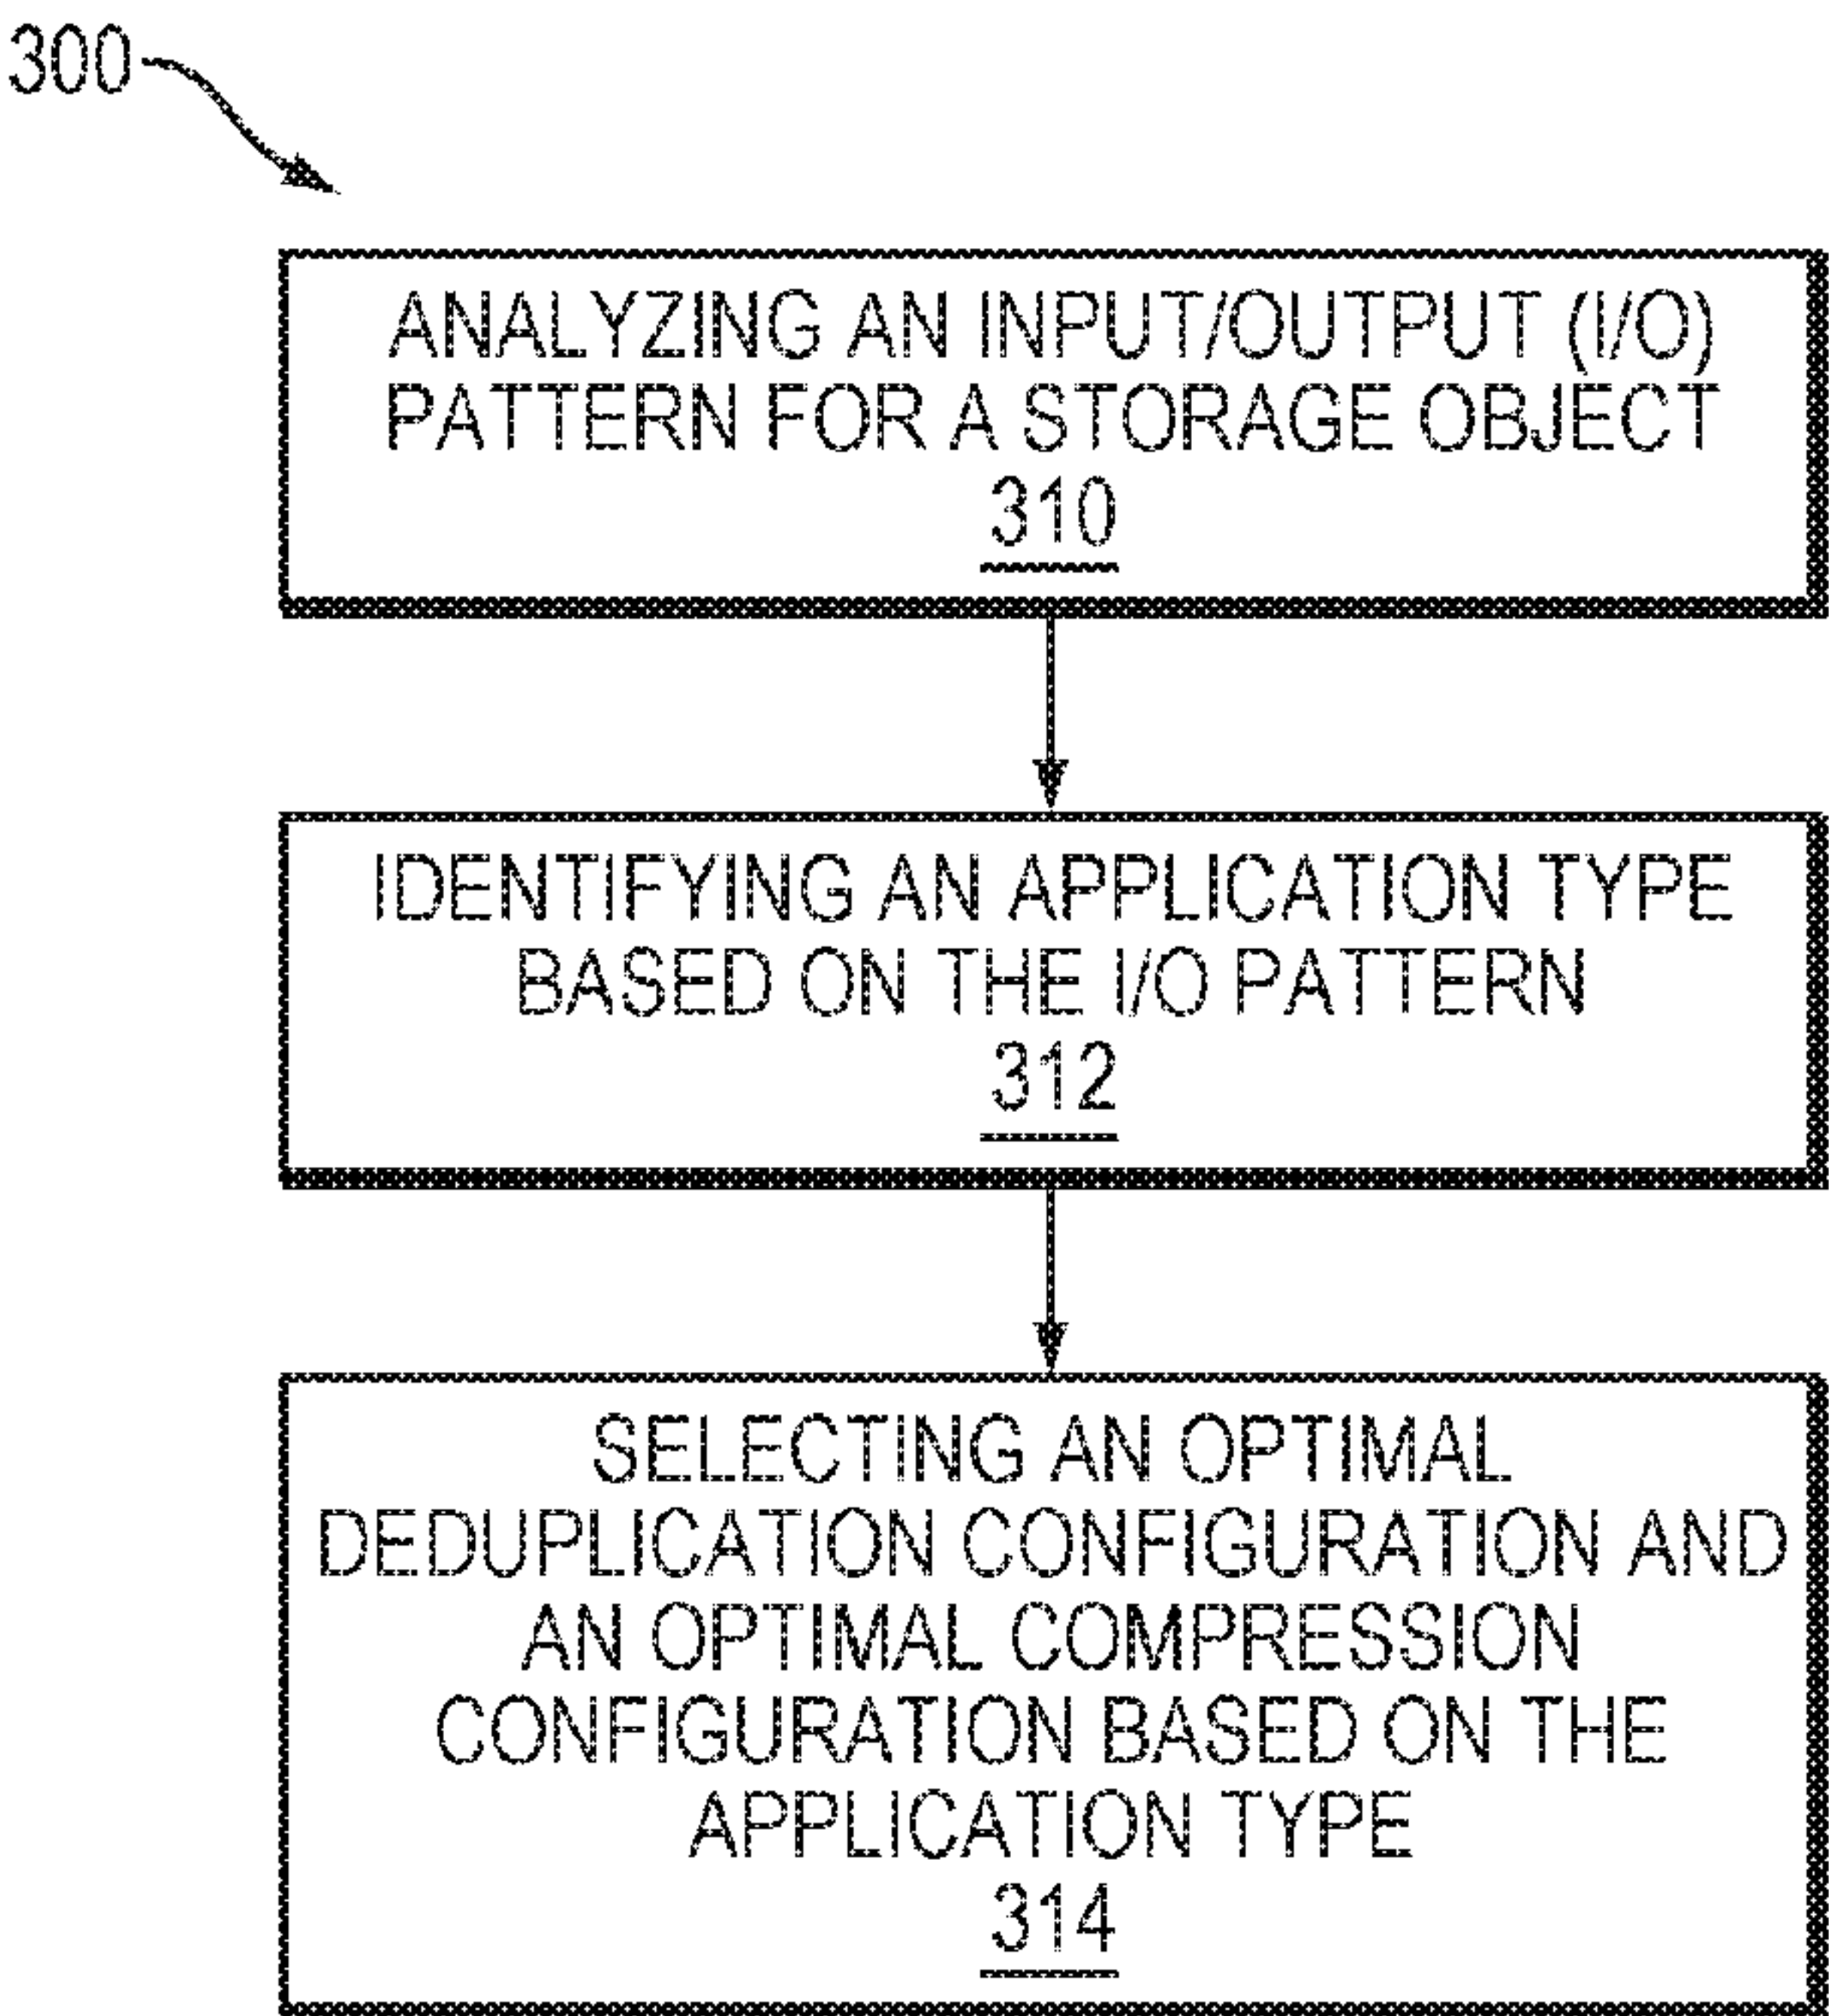 300
ANALYZING AN INPUT/OUTPUT (I/O)
PATTERN FOR A STORAGE OBJECT
310
IDENTIFYING AN APPLICATION TYPE
BASED ON THE I/O PATTERN
312
SELECTING AN OPTIMAL
DEDUPLICATION CONFIGURATION AND
AN OPTIMAL COMPRESSION
CONFIGURATION BASED ON THE
APPLICATION TYPE
314